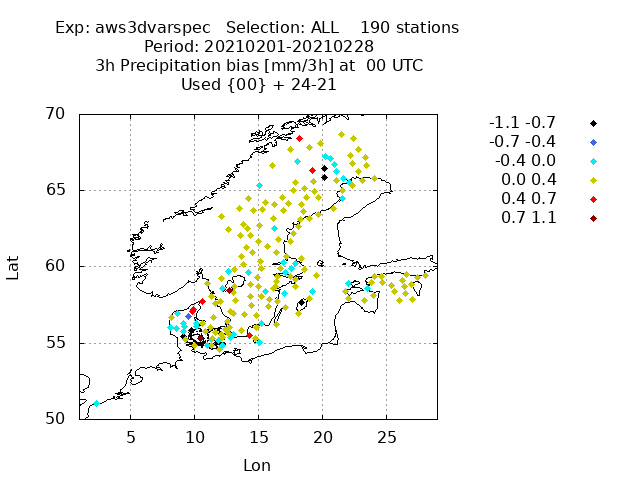 Exp: aws3dvarspec   Selection: ALL    190 stations
Period: 20210201-20210228
3h Precipitation bias [mm/3h] at  00 UTC
Used {00} + 24-21
-1.1 -0.7
-0.7 -0.4
-0.4 0.0
0.0 0.4
0.4 0.7
0.7 1.1
70
65
60
55
50
Lat
5 10 15 20 25
Lon